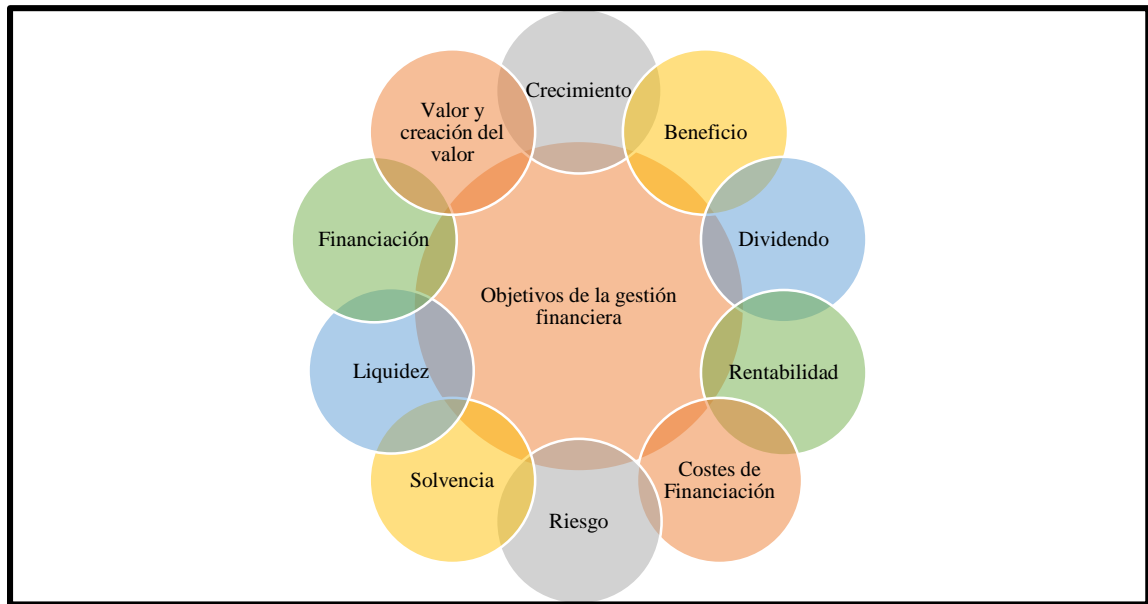 Crecimiento
Beneficio
Dividendo
Rentabilidad
Costes de
Financiación
Riesgo
Solvencia
Liquidez
Financiación
Valor y
creación del
valor
Objetivos de la gestión
financiera